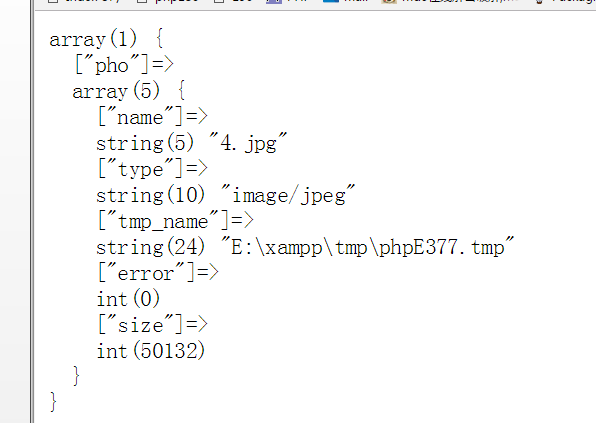 array(1) {
["pho"]=>
array(5) {
["name"]=>
string(5) "4.jpg"
["type"]=>
string(10) "image/jpeg"
["tmp_name"]=>
string(24) "E:\xampp\tmp\phpE377.tmp"
["error"]=>
int(0)
["size"]=>
int(50132)
}
}